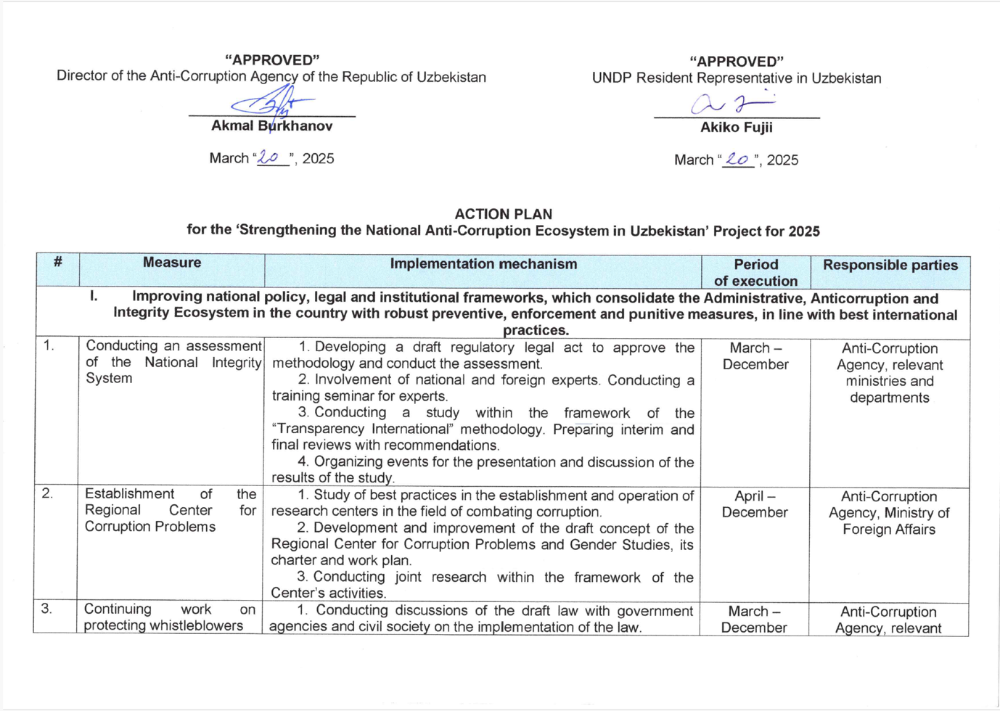 “APPROVED”
Director of the Anti-Corruption Agency of the Republic of Uzbekistan
Akmal Burkhanov
March “20”, 2025
“APPROVED”
UNDP Resident Representative in Uzbekistan
Akiko Fujii
March “20”, 2025
ACTION PLAN
for the ‘Strengthening the National Anti-Corruption Ecosystem in Uzbekistan’ Project for 2025
#
Measure
Implementation mechanism
Period
of execution
Responsible parties
I. Improving national policy, legal and institutional frameworks, which consolidate the Administrative, Anticorruption and
Integrity Ecosystem in the country with robust preventive, enforcement and punitive measures, in line with best international
practices.
1.
Conducting an assessment
of the National Integrity
System
1. Developing a draft regulatory legal act to approve the
methodology and conduct the assessment.
2. Involvement of national and foreign experts. Conducting a
training seminar for experts.
3. Conducting a study within the framework of the
“Transparency International” methodology. Preparing interim and
final reviews with recommendations.
4. Organizing events for the presentation and discussion of the
results of the study.
March –
December
Anti-Corruption
Agency, relevant
ministries and
departments
2.
Establishment of the
Regional Center for
Corruption Problems
1. Study of best practices in the establishment and operation of
research centers in the field of combating corruption.
2. Development and improvement of the draft concept of the
Regional Center for Corruption Problems and Gender Studies, its
charter and work plan.
3. Conducting joint research within the framework of the
Center’s activities.
April –
December
Anti-Corruption
Agency, Ministry of
Foreign Affairs
3.
Continuing work on
protecting whistleblowers
1. Conducting discussions of the draft law with government
agencies and civil society on the implementation of the law.
March –
December
Anti-Corruption
Agency, relevant